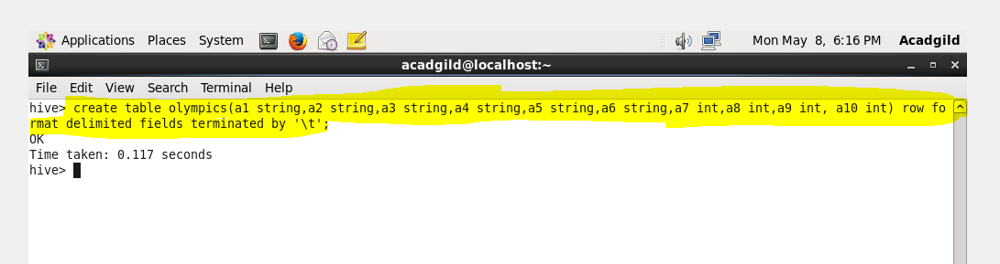 Applications Places System Mon May 8, 6:16 PM Acadgild
acadgild@localhost:~
File Edit View Search Terminal Help
hive> create table olympics(a1 string,a2 string,a3 string,a4 string,a5 string,a6 string,a7 int,a8 int,a9 int, a10 int) row fo
rmat delimited fields terminated by '\t';
OK
Time taken: 0.117 seconds
hive>